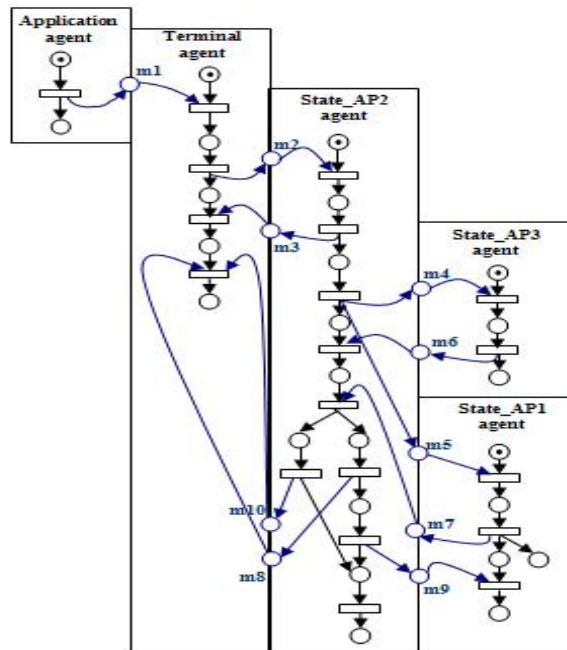 Application
agent
Terminal
agent
m1
State_AP2
agent
m2
m3
State_AP3
agent
m4
m6
State_AP1
agent
m5
m10
m7
m8
m9